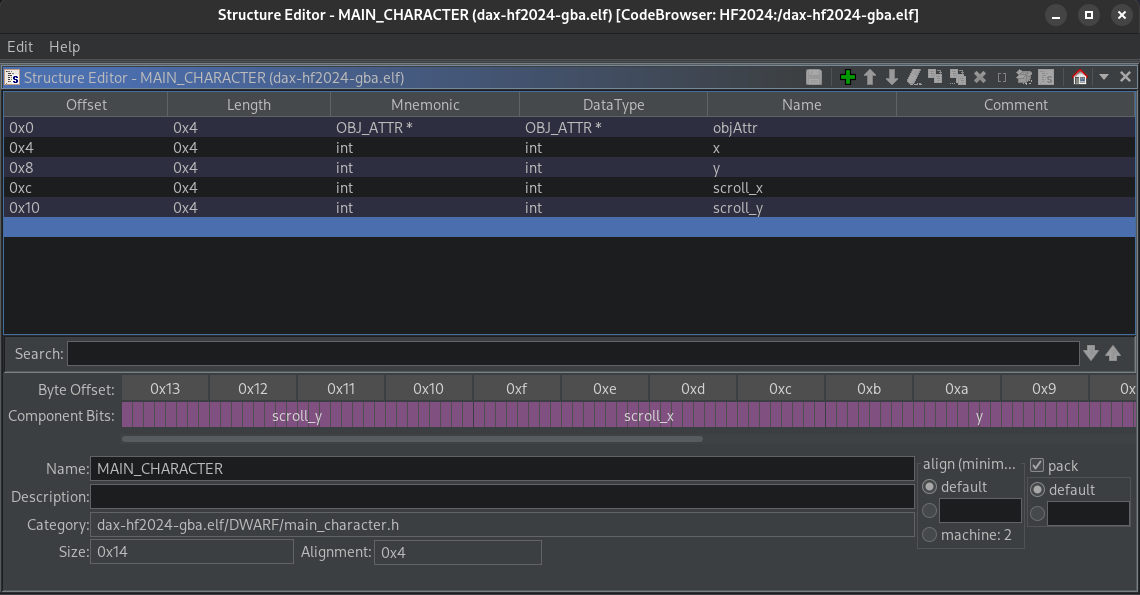 Structure Editor - MAIN_CHARACTER (dax-hf2024-gba.elf) [CodeBrowser: HF2024:/dax-hf2024-gba.elf]
Edit Help
Structure Editor - MAIN_CHARACTER (dax-hf2024-gba.elf)
Offset Length Mnemonic DataType Name Comment
0x0 0x4 OBJ_ATTR * OBJ_ATTR * objAttr
0x4 0x4 int int x
0x8 0x4 int int y
0xc 0x4 int int scroll_x
0x10 0x4 int int scroll_y
Search:
Byte Offset: 0x13 0x12 0x11 0x10 0xf 0xe 0xd 0xc 0xb 0xa 0x9 0x
Component Bits: scroll_y scroll_x y
Name: MAIN_CHARACTER
Description:
Category: dax-hf2024-gba.elf/DWARF/main_character.h
Size: 0x14 Alignment: 0x4
align (minim...
default
machine: 2
pack
default